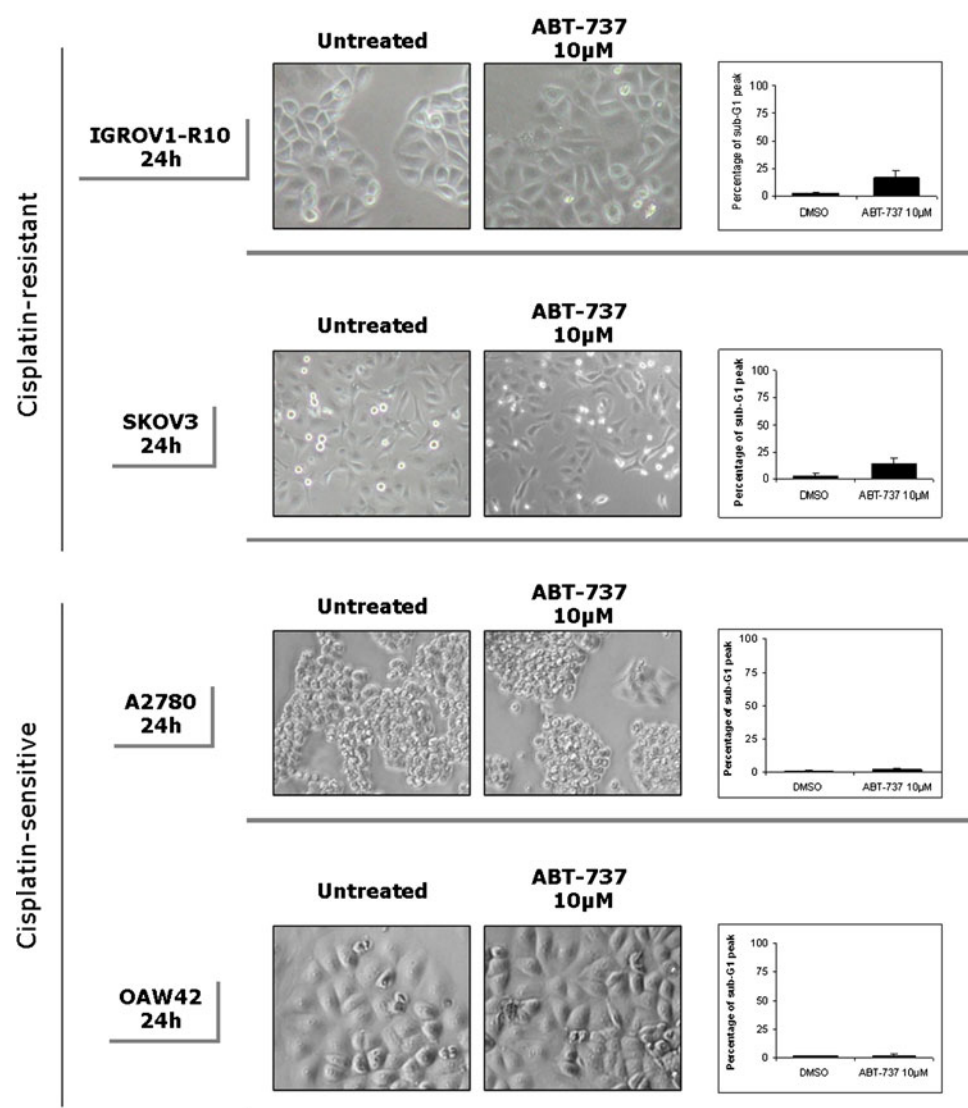 Untreated
ABT-737
10µM
IGROV1-R10
24h
Percentage of sub-G1 peak
100
75
50
25
0
DMSO
ABT-737 10µM
Cisplatin-resistant
Untreated
ABT-737
10µM
SKOV3
24h
Percentage of sub-G1 peak
100
75
50
25
0
DMSO
ABT-737 10µM
Untreated
ABT-737
10µM
A2780
24h
Percentage of sub-G1 peak
100
75
50
25
0
DMSO
ABT-737 10µM
Cisplatin-sensitive
Untreated
ABT-737
10µM
OAW42
24h
Percentage of sub-G1 peak
100
75
50
25
0
DMSO
ABT-737 10µM